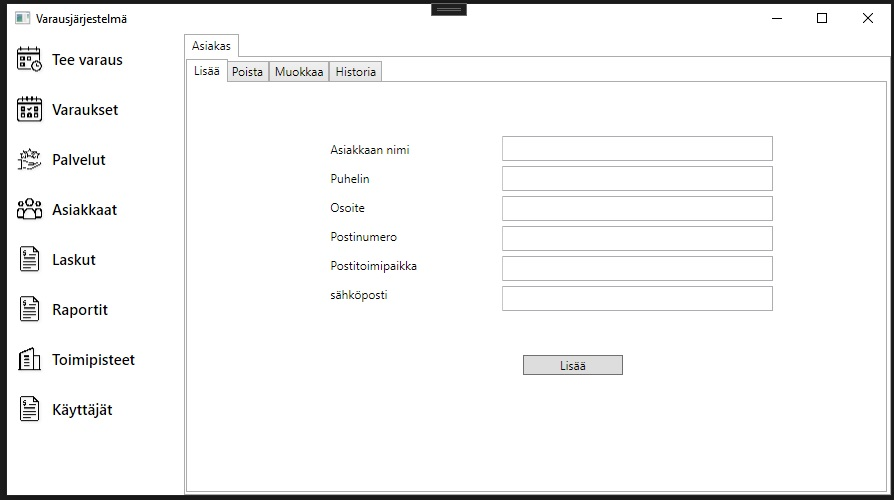 Varausjärjestelmä
Tee varaus
Varaukset
Palvelut
Asiakkaat
Laskut
Raportit
Toimipisteet
Käyttäjät
Asiakas
Lisää Poista Muokkaa Historia
Asiakkaan nimi
Puhelin
Osoite
Postinumero
Postitoimipaikka
sähköposti
Lisää